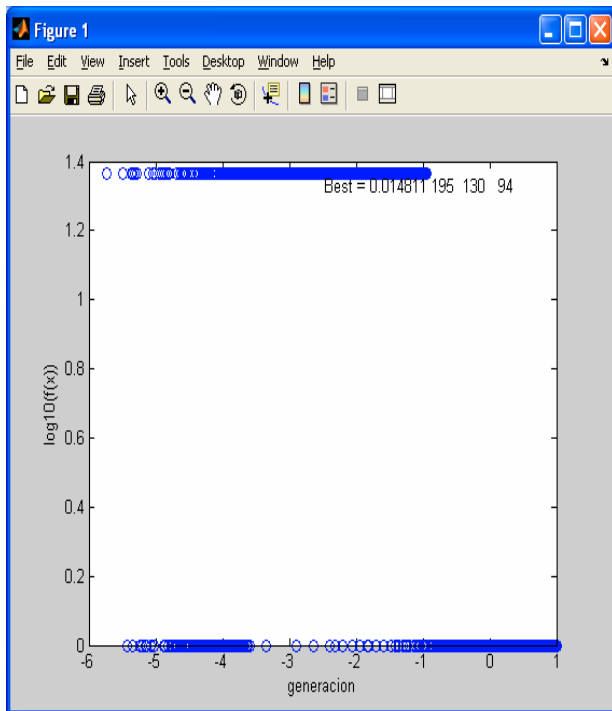 Figure 1
File Edit View Insert Tools Desktop Window Help
1.4
Best = 0.014811 195 130 94
1.2
1
0.8
log10(f(x))
0.6
0.4
0.2
0
-6 -5 -4 -3 -2 -1 0 1
generacion